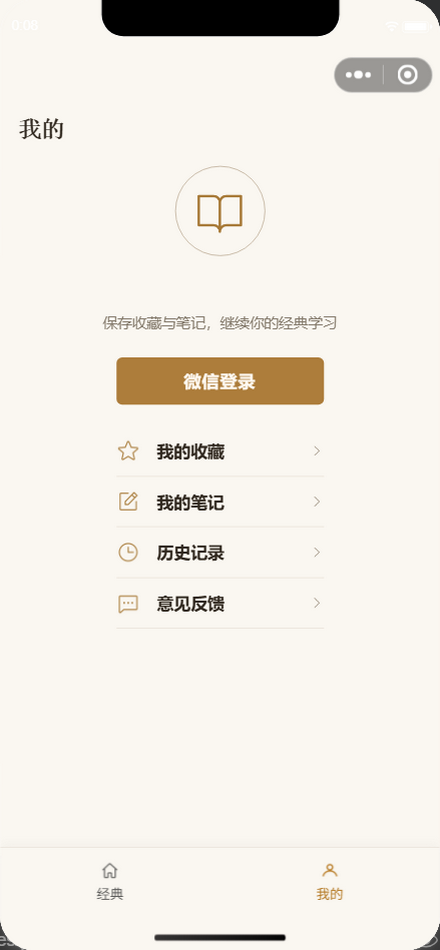 0:08
我的
保存收藏与笔记，继续你的经典学习
微信登录
我的收藏
我的笔记
历史记录
意见反馈
经典
我的